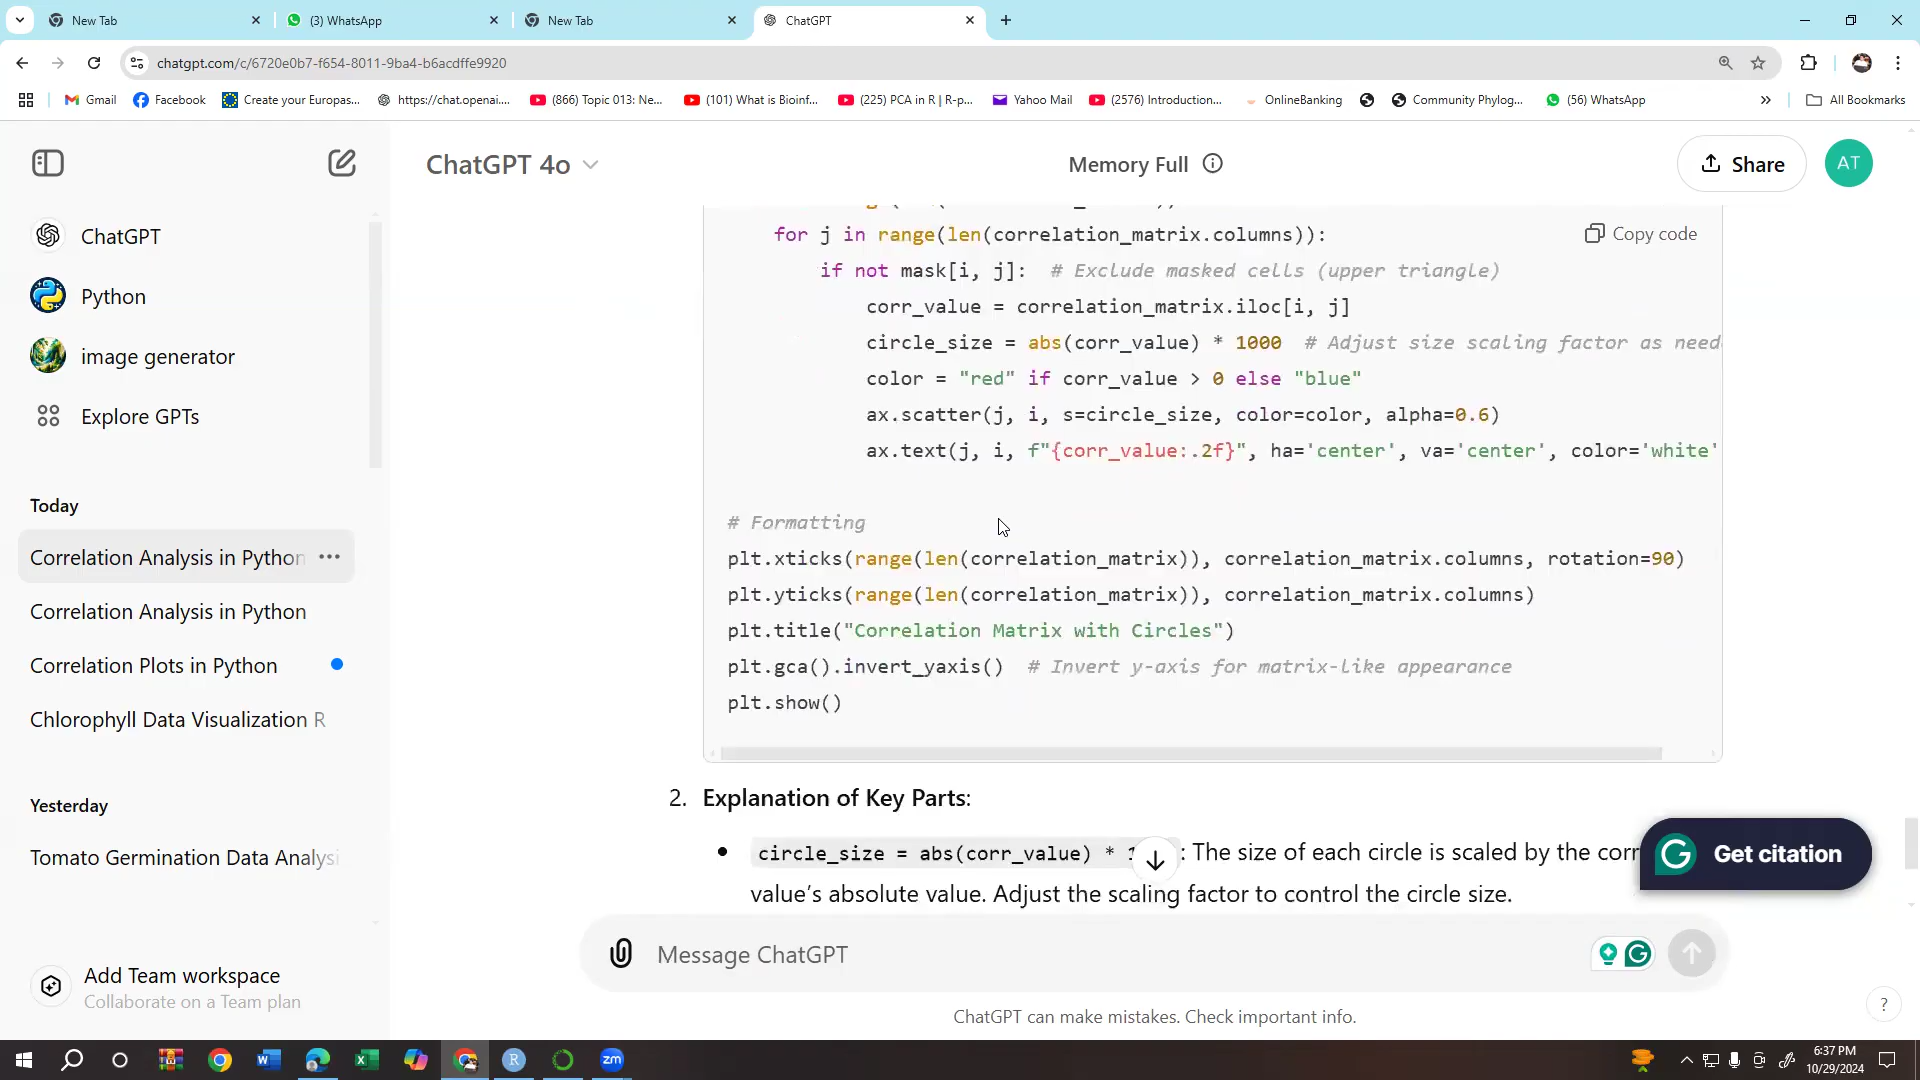 New Tab
(3) WhatsApp
New Tab
ChatGPT
chatgpt.com/c/6720e0b7-f654-8011-9ba4-b6acdffe9920
Gmail
Facebook
Create your Europas...
https://chat.openai....
(866) Topic 013: Ne...
(101) What is Bioinf...
(225) PCA in R | R-p...
Yahoo Mail
(2576) Introduction...
OnlineBanking
Community Phylog...
(56) WhatsApp
All Bookmarks
ChatGPT 4o
Memory Full
Share
AT
ChatGPT
Python
image generator
Explore GPTs
Today
Correlation Analysis in Python
Correlation Analysis in Python
Correlation Plots in Python
Chlorophyll Data Visualization R
Yesterday
Tomato Germination Data Analysi
Add Team workspace
Collaborate on a Team plan
Copy code
for j in range(len(correlation_matrix.columns)):
if not mask[i, j]:  # Exclude masked cells (upper triangle)
corr_value = correlation_matrix.iloc[i, j]
circle_size = abs(corr_value) * 1000  # Adjust size scaling factor as need
color = "red" if corr_value > 0 else "blue"
ax.scatter(j, i, s=circle_size, color=color, alpha=0.6)
ax.text(j, i, f"{corr_value:.2f}", ha='center', va='center', color='white'
# Formatting
plt.xticks(range(len(correlation_matrix)), correlation_matrix.columns, rotation=90)
plt.yticks(range(len(correlation_matrix)), correlation_matrix.columns)
plt.title("Correlation Matrix with Circles")
plt.gca().invert_yaxis()  # Invert y-axis for matrix-like appearance
plt.show()
2. Explanation of Key Parts:
circle_size = abs(corr_value) * 1 : The size of each circle is scaled by the corr
value's absolute value. Adjust the scaling factor to control the circle size.
Get citation
Message ChatGPT
ChatGPT can make mistakes. Check important info.
?
6:37 PM
10/29/2024